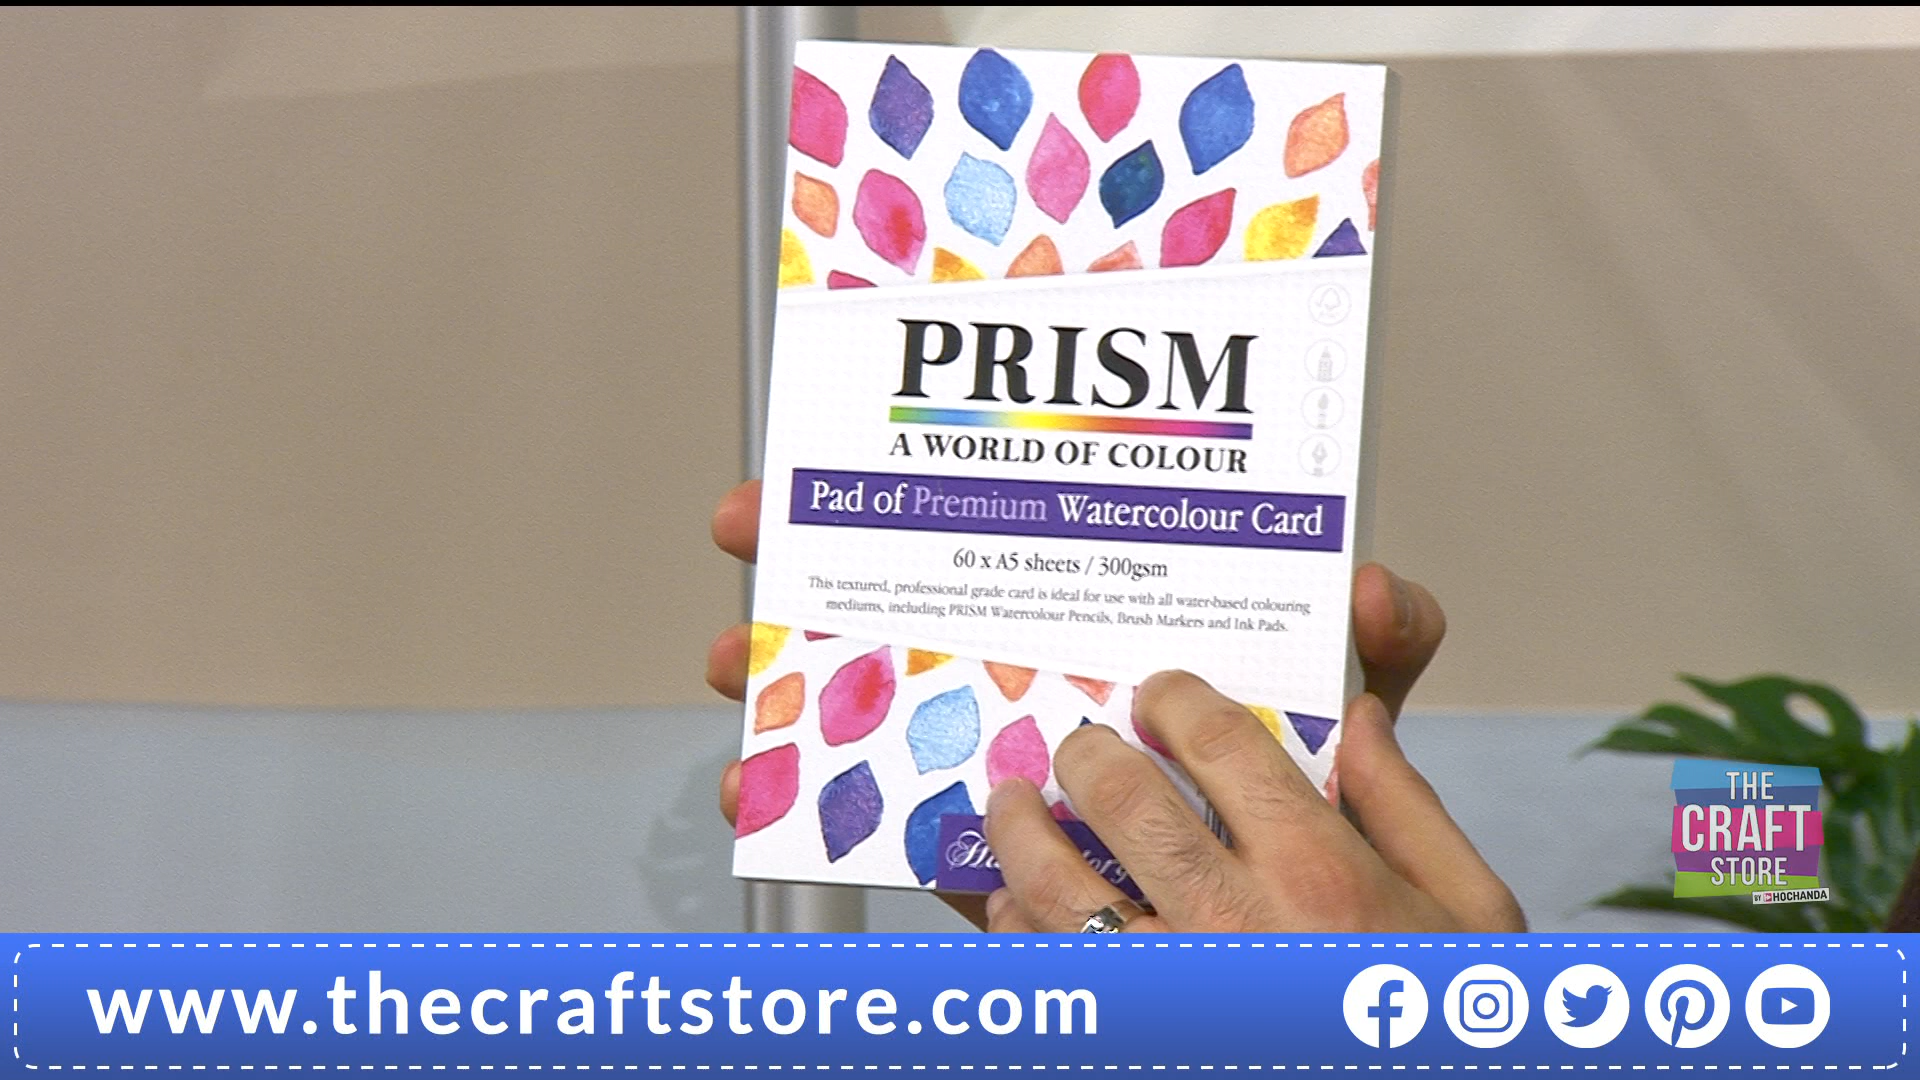 PRISM
A WORLD OF COLOUR
Pad of Premium Watercolour Card
60 x A5 sheets / 300gsm
This textured, professional grade card is ideal for use with all water-based colouring
mediums, including PRISM Watercolour Pencils, Brush Markers and Ink Pads.
THE
CRAFT
STORE
BY HOCHANDA
www.thecraftstore.com